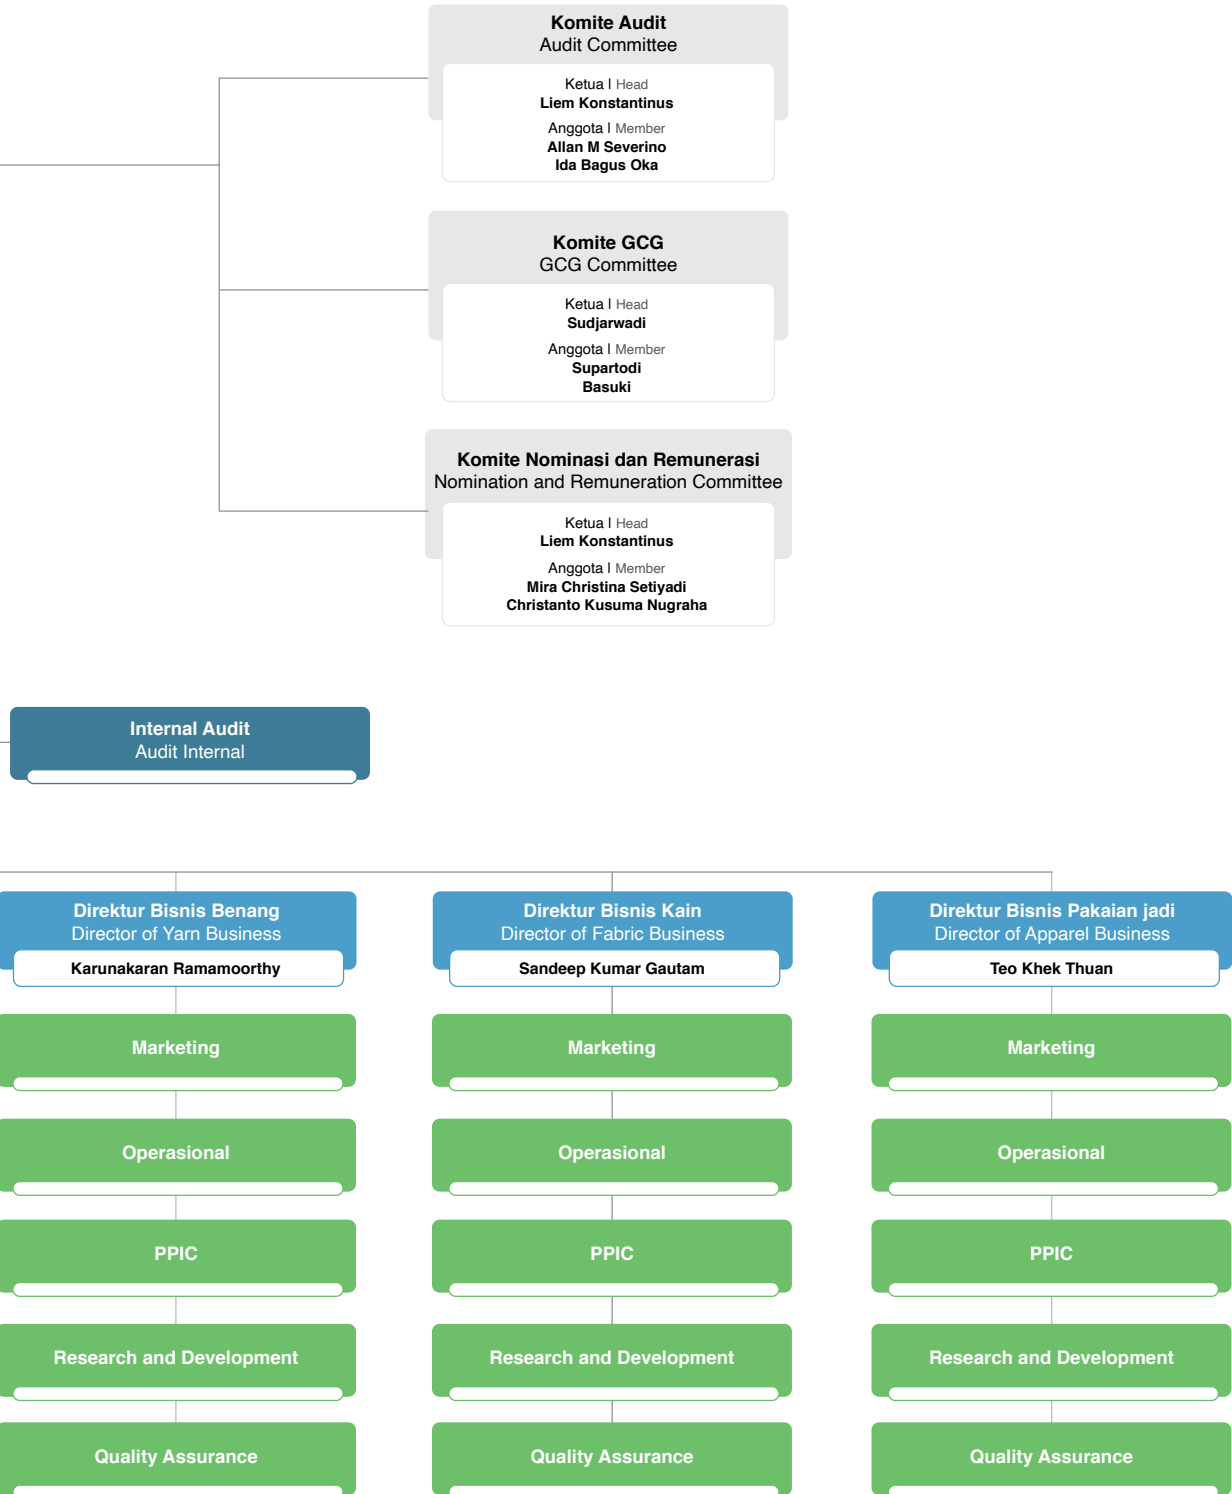 Komite Audit
Audit Committee
Ketua I Head
Liem Konstantinus
Anggota I Member
Allan M Severino
Ida Bagus Oka
Komite GCG
GCG Committee
Ketua I Head
Sudjarwadi
Anggota I Member
Supartodi
Basuki
Komite Nominasi dan Remunerasi
Nomination and Remuneration Committee
Ketua I Head
Liem Konstantinus
Anggota I Member
Mira Christina Setiyadi
Christanto Kusuma Nugraha
Internal Audit
Audit Internal
Direktur Bisnis Benang
Director of Yarn Business
Karunakaran Ramamoorthy
Marketing
Operasional
PPIC
Research and Development
Quality Assurance
Direktur Bisnis Kain
Director of Fabric Business
Sandeep Kumar Gautam
Marketing
Operasional
PPIC
Research and Development
Quality Assurance
Direktur Bisnis Pakaian jadi
Director of Apparel Business
Teo Khek Thuan
Marketing
Operasional
PPIC
Research and Development
Quality Assurance